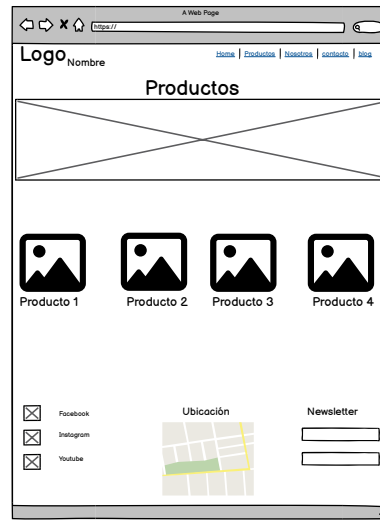 A Web Page
https://
Logo Nombre
Home | Productos | Nosotros | contacto | blog
Productos
Producto 1 Producto 2 Producto 3 Producto 4
Facebook
Instagram
Youtube
Ubicación
Newsletter